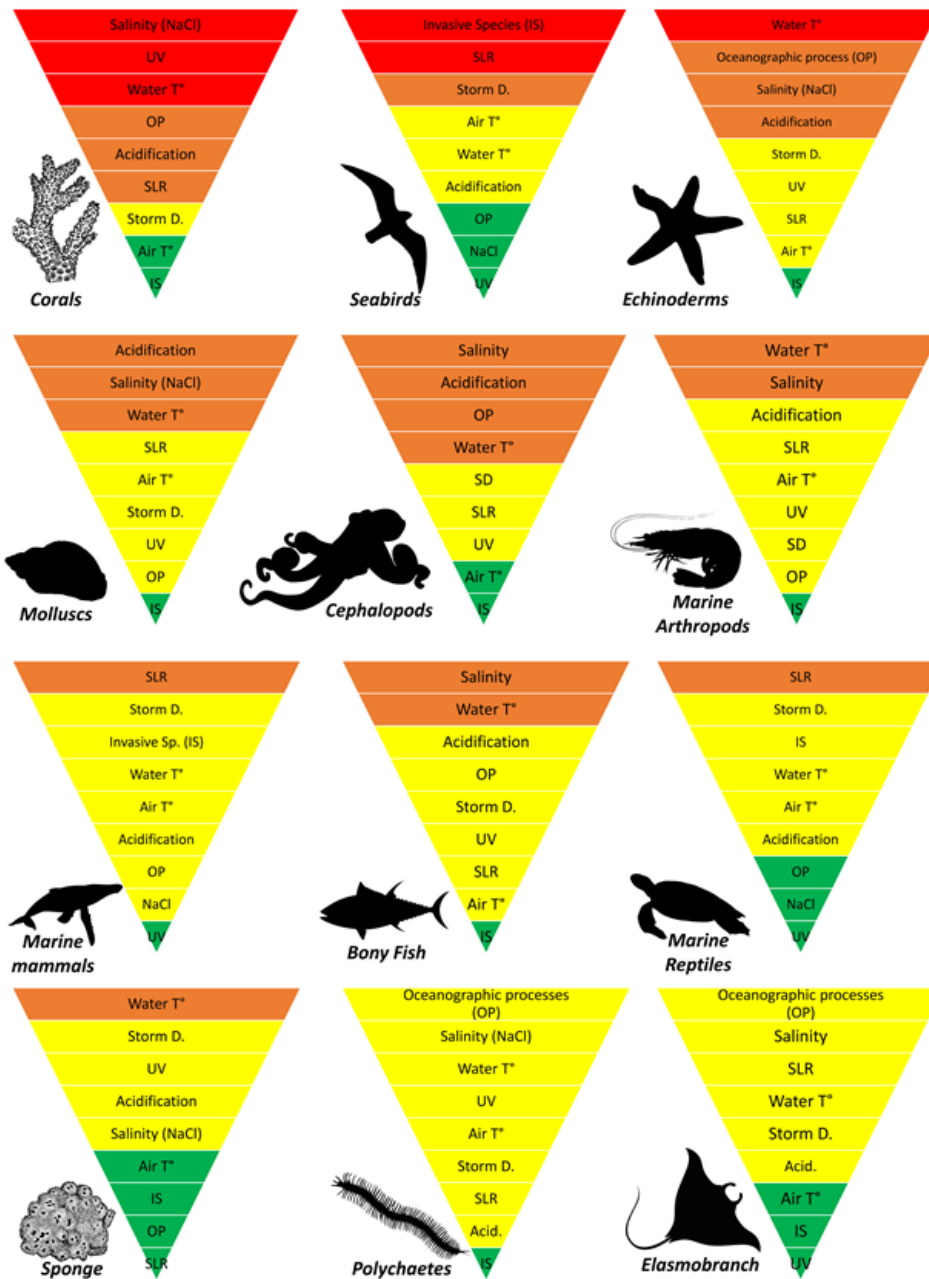 Salinity (NaCl)
UV
Water T°
OP
Acidification
SLR
Storm D.
Air T°
IS
Corals
Invasive Species (IS)
SLR
Storm D.
Air T°
Water T°
Acidification
OP
NaCl
UV
Seabirds
Water T°
Oceanographic process (OP)
Salinity (NaCl)
Acidification
Storm D.
UV
SLR
Air T°
IS
Echinoderms
Acidification
Salinity (NaCl)
Water T°
SLR
Air T°
Storm D.
UV
OP
IS
Molluscs
Salinity
Acidification
OP
Water T°
SD
SLR
UV
Air T°
IS
Cephalopods
Water T°
Salinity
Acidification
SLR
Air T°
UV
SD
OP
IS
Marine
Arthropods
SLR
Storm D.
Invasive Sp. (IS)
Water T°
Air T°
Acidification
OP
NaCl
UV
Marine
mammals
Salinity
Water T°
Acidification
OP
Storm D.
UV
SLR
Air T°
IS
Bony Fish
SLR
Storm D.
IS
Water T°
Air T°
Acidification
OP
NaCl
UV
Marine
Reptiles
Water T°
Storm D.
UV
Acidification
Salinity (NaCl)
Air T°
IS
OP
SLR
Sponge
Oceanographic processes
(OP)
Salinity (NaCl)
Water T°
UV
Air T°
Storm D.
SLR
Acid.
IS
Polychaetes
Oceanographic processes
(OP)
Salinity
SLR
Water T°
Storm D.
Acid.
Air T°
IS
UV
Elasmobranch